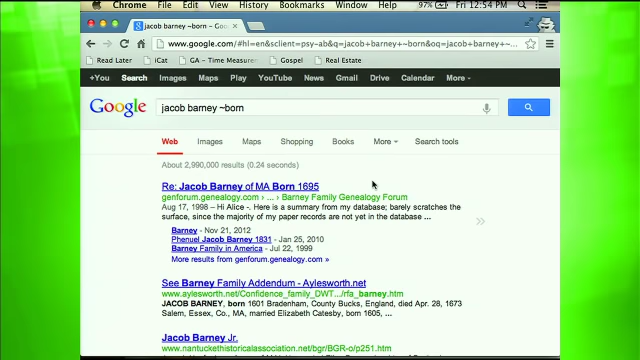 Chrome File Edit View History Bookmarks Window Help 97% Fri 12:54 PM
jacob barney ~born - Goo
www.google.com/#hl=en&sclient=psy-ab&q=jacob+barney+~born&oq=jacob+barney+~...
Read Later iCat GA - Time Measurer Gospel Real Estate
+You Search Images Maps Play YouTube News Gmail Drive Calendar More
Google jacob barney ~born
Web Images Maps Shopping Books More Search tools
About 2,990,000 results (0.24 seconds)
Re: Jacob Barney of MA Born 1695
genforum.genealogy.com › ... › Barney Family Genealogy Forum
Aug 17, 1998 – Hi Alice -. Here is a summary from my database; barely scratches the
surface, since the majority of my paper records are not yet in the database ...
Barney - Nov 21, 2012
Phenuel Jacob Barney 1831 - Jan 25, 2010
Barney Family in America - Jul 22, 1999
More results from genforum.genealogy.com »
»
See Barney Family Addendum - Aylesworth.net
www.aylesworth.net/Confidence_family_DWT.../rfa_barney.htm
JACOB BARNEY, born 1601 Bradenham, County Bucks, England, died Apr. 28, 1673
Salem, Essex, Co., MA, married Elizabeth Catesby, born 1605, ...
Jacob Barney Jr.
www.nantuckethistoricalassociation.net/bgr/BGR-o/p251.htm